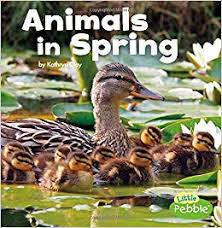 Animals
in Spring
by Kathryn Clay
Little
Pebble